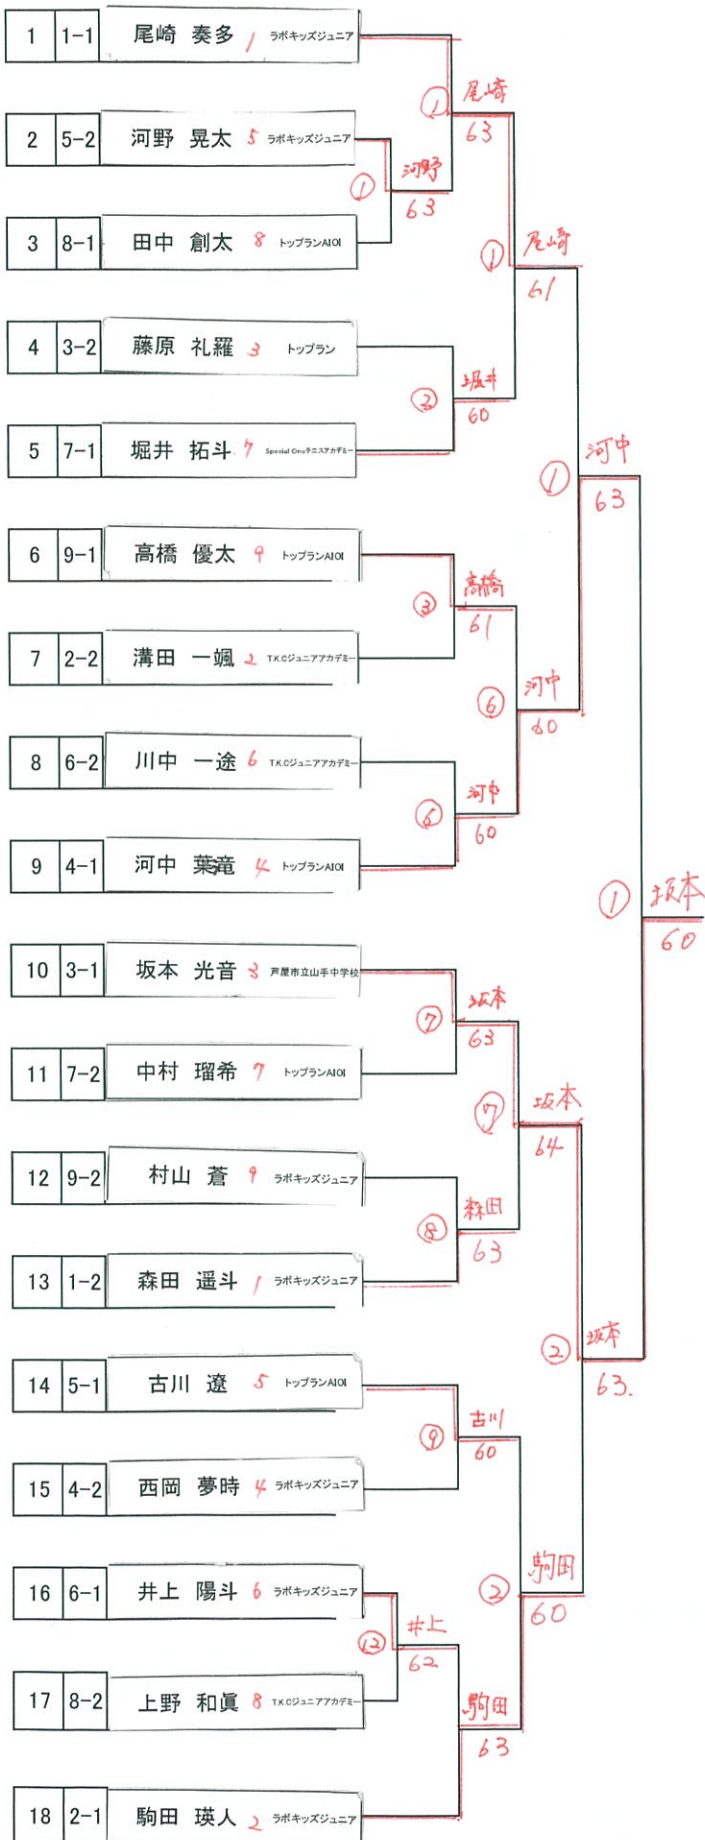 1 1-1 尾崎 奏多 1 ラボキッズジュニア
① 尾崎
63
2 5-2 河野 晃太 5 ラボキッズジュニア
① 河野
63
3 8-1 田中 創太 8 トップランAIOI
① 尾崎
61
4 3-2 藤原 礼羅 3 トップラン
② 堀井
60
5 7-1 堀井 拓斗 7 Special Oneテニスアカデミー
① 河中
63
6 9-1 高橋 優太 9 トップランAIOI
③ 高橋
61
7 2-2 溝田 一颯 2 T.K.Cジュニアアカデミー
⑥ 河中
60
8 6-2 川中 一途 6 T.K.Cジュニアアカデミー
⑥ 河中
60
9 4-1 河中 葉竜 4 トップランAIOI
① 坂本
60
10 3-1 坂本 光音 3 芦屋市立山手中学校
⑦ 坂本
63
11 7-2 中村 瑠希 7 トップランAIOI
⑦ 坂本
64
12 9-2 村山 蒼 9 ラボキッズジュニア
⑧ 森田
63
13 1-2 森田 遥斗 1 ラボキッズジュニア
② 坂本
63.
14 5-1 古川 遼 5 トップランAIOI
⑨ 古川
60
15 4-2 西岡 夢時 4 ラボキッズジュニア
② 駒田
60
16 6-1 井上 陽斗 6 ラボキッズジュニア
井上
62
17 8-2 上野 和眞 8 T.K.Cジュニアアカデミー
駒田
63
18 2-1 駒田 瑛人 2 ラボキッズジュニア